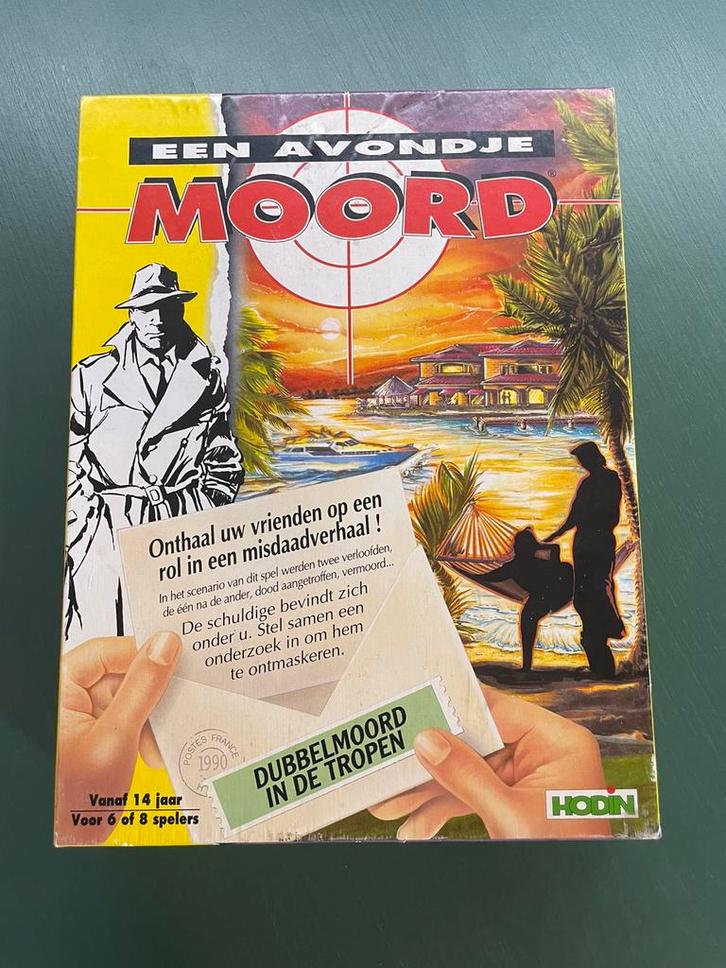 EEN AVONDJE
MOORD®
Onthaal uw vrienden op een
rol in een misdaadverhaal !
In het scenario van dit spel werden twee verloofden,
de één na de ander, dood aangetroffen, vermoord...
De schuldige bevindt zich
onder u. Stel samen een
onderzoek in om hem
te ontmaskeren.
POSTES FRANCE
1990
DUBBELMOORD
IN DE TROPEN
Vanaf 14 jaar
Voor 6 of 8 spelers
HODIN